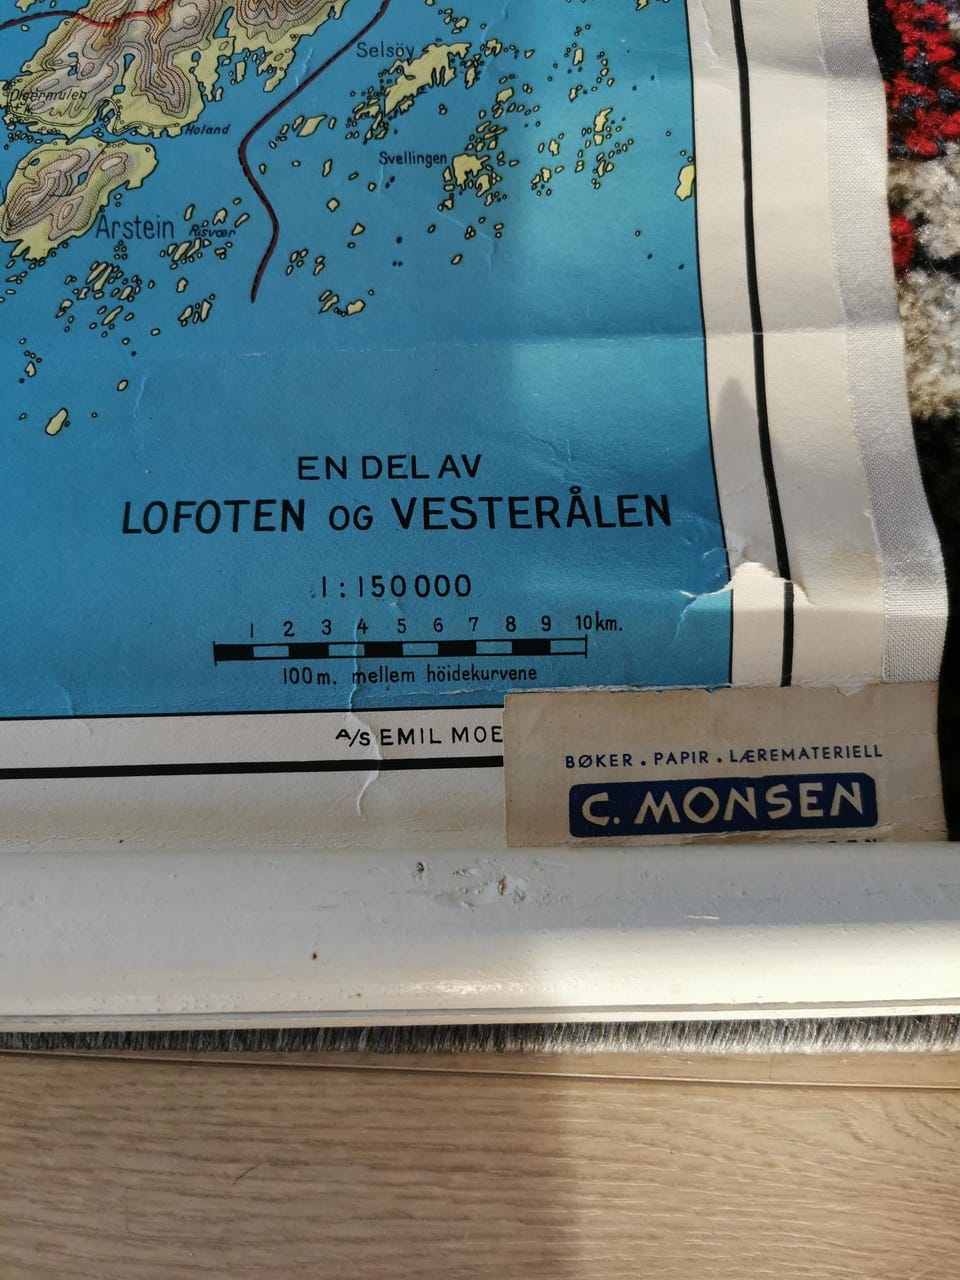 Selsöy
Digermulen
Holand
Svellingen
Årstein
Risvær
EN DEL AV
LOFOTEN OG VESTERÅLEN
1:150000
1 2 3 4 5 6 7 8 9 10 km.
100 m. mellem höidekurvene
A/S EMIL MOE
BØKER . PAPIR . LÆREMATERIELL
C. MONSEN